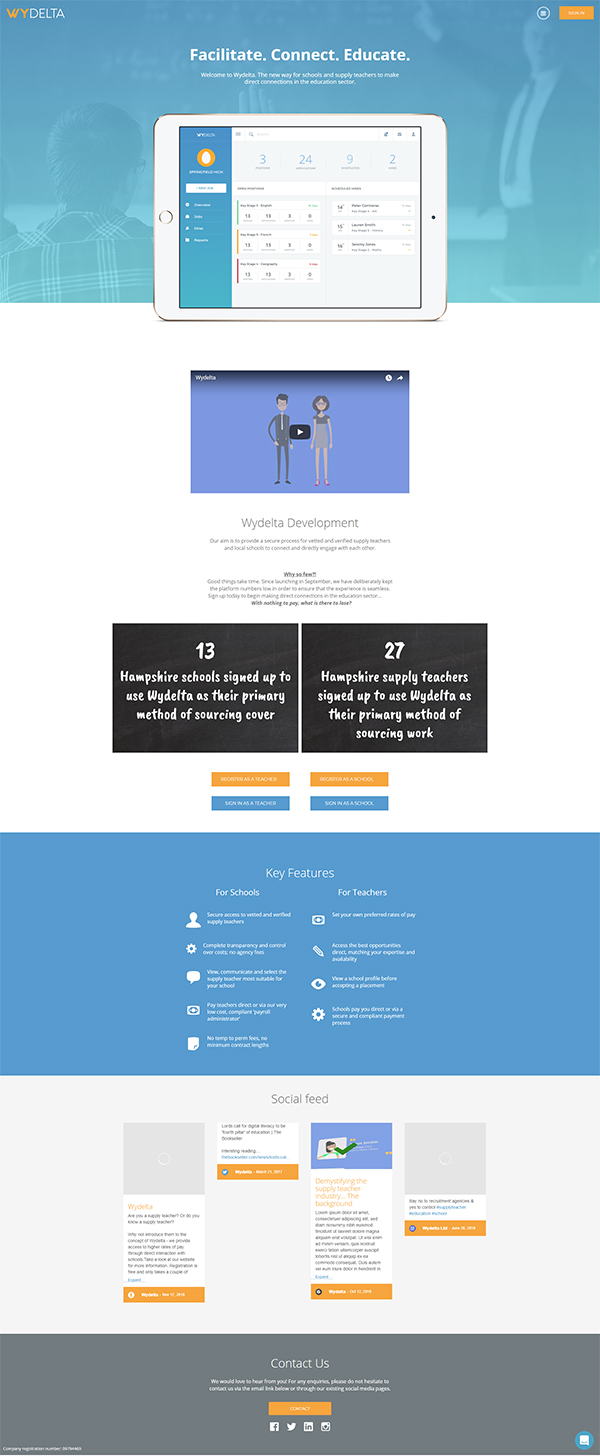 WYDELTA
SIGN IN
Facilitate. Connect. Educate.
Welcome to Wydelta. The new way for schools and supply teachers to make
direct connections in the education sector.
WYDELTA
Search
SPRINGFIELD HIGH
3
24
9
2
OPEN POSITIONS
SCHEDULED HIRES
Overview
Jobs
Hires
Reports
Key Stage 3 - English
13
13
3
0
Key Stage 3 - French
13
15
3
0
Key Stage 4 - Geography
13
13
3
0
14
Peter Contreras
Key Stage 4 - Art
15
Lauren Smith
16
Jeremy Jones
Wydelta
Wydelta Development
Our aim is to provide a secure process for vetted and verified supply teachers
and local schools to connect and directly engage with each other.
Why so few?!
Good things take time. Since launching in September, we have deliberately kept
the platform numbers low in order to ensure that the experience is seamless.
Sign up today to begin making direct connections in the education sector...
With nothing to pay, what is there to lose?
13
Hampshire schools signed up to
use Wydelta as their primary
method of sourcing cover
27
Hampshire supply teachers
signed up to use Wydelta as
their primary method of
sourcing work
REGISTER AS A TEACHER
REGISTER AS A SCHOOL
SIGN IN AS A TEACHER
SIGN IN AS A SCHOOL
Key Features
For Schools
Secure access to vetted and verified
supply teachers
Complete transparency and control
over costs; no agency fees
View, communicate and select the
supply teacher most suitable for
your school
Pay teachers direct or via our very
low cost, compliant 'payroll
administrator'
No temp to perm fees, no
minimum contract lengths
For Teachers
Set your own preferred rates of pay
Access the best opportunities
direct, matching your expertise and
availability
View a school profile before
accepting a placement
Schools pay you direct or via a
secure and compliant payment
process
Social feed
Wydelta
Are you a supply teacher? Or do you
know a supply teacher?
Why not introduce them to the
concept of Wydelta - we provide
access to higher rates of pay
through direct interaction with
schools.Take a look at our website
for more information. Registration is
free and only takes a couple of
Expand...
Wydelta - Nov 12, 2016
Lords call for digital literacy to be
'fourth pillar' of education | The
Bookseller
Interesting reading...
Wydelta - March 21, 2017
Demystifying the
supply teacher
industry... The
background
Lorem ipsum dolor sit amet,
consectetuer adipiscing elit, sed
diam nonummy nibh euismod
tincidunt ut laoreet dolore magna
aliquam erat volutpat. Ut wisi enim
ad minim veniam, quis nostrud
exerci tation ullamcorper suscipit
lobortis nisl ut aliquip ex ea
commodo consequat. Duis autem
vel eum iriure dolor in hendrerit in
Expand...
Wydelta - Oct 12, 2016
Say no to recruitment agencies &
yes to control #supplyteacher
#education #school
Wydelta Ltd - June 28, 2016
Contact Us
We would love to hear from you! For any enquiries, please do not hesitate to
contact us via the email link below or through our existing social media pages.
CONTACT